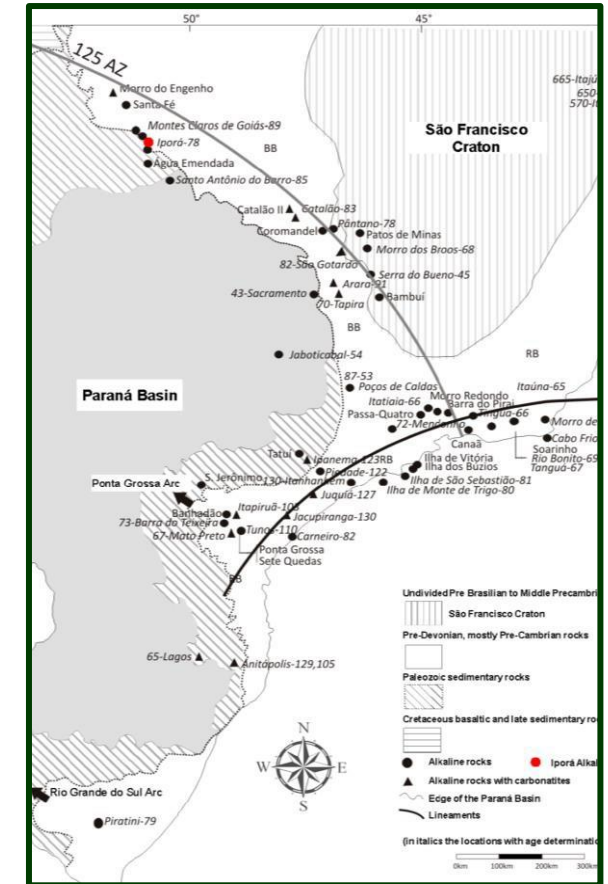 50°
45°
125 AZ
Morro do Engenho
Santa Fé
Montes Claros de Goiás-89
Iporá-78
Água Emendada
Santo Antônio do Barro-85
BB
São Francisco
Craton
665-Itajú
650-
570-It
Catalão II
Catalão-83
Coromandel
Pântano-78
Patos de Minas
Morro dos Broos-68
82-São Gotardo
Serra do Bueno-45
Arara-91
43-Sacramento
70-Tapira
Bambuí
BB
RB
Jaboticabal-54
87-53
Poços de Caldas
Itaúna-65
Paraná Basin
Morro Redondo
Itatiaia-66
Barra do Piraí
Passa-Quatro
Tinguá-66
72-Mendanha
Morro de
Canaã
Cabo Frio
Soarinho
Rio Bonito-69
Tanguá-67
Tatuí
Ipanema-123
RB
Ilha de Vitória
Ilha dos Búzios
Piedade-122
Ponta Grossa Arc
S. Jerônimo
130-Itanhanhém
Ilha de São Sebastião-81
Ilha de Monte de Trigo-80
Juquiá-127
Banhadão
Itapiruã-103
73-Barra do Teixeira
Jacupiranga-130
67-Mato Preto
Tunas-110
Carneiro-82
Ponta Grossa
Sete Quedas
BB
65-Lages
Anitápolis-129,105
Rio Grande do Sul Arc
Piratini-79
N
W
E
S
Undivided Pre Brasilian to Middle Precambri
São Francisco Craton
Pre-Devonian, mostly Pre-Cambrian rocks
Paleozoic sedimentary rocks
Cretaceous basaltic and late sedimentary ro
Alkaline rocks
Iporá Alkal
Alkaline rocks with carbonatites
Edge of the Paraná Basin
Lineaments
(in italics the locations with age determinatio
0km 100km 200km 300k